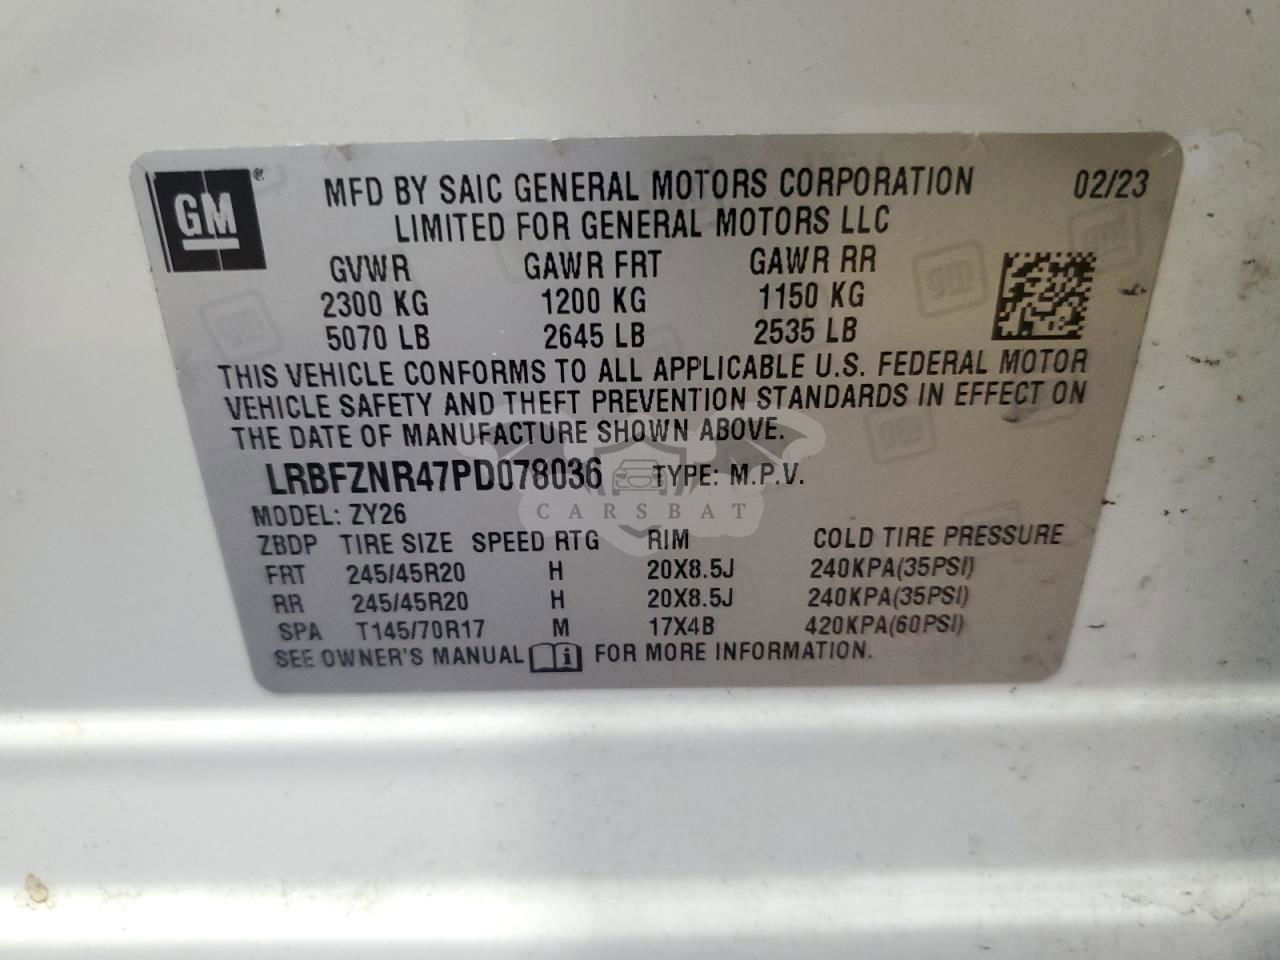 GM ® MFD BY SAIC GENERAL MOTORS CORPORATION 02/23
LIMITED FOR GENERAL MOTORS LLC
GVWR GAWR FRT GAWR RR
2300 KG 1200 KG 1150 KG
5070 LB 2645 LB 2535 LB
THIS VEHICLE CONFORMS TO ALL APPLICABLE U.S. FEDERAL MOTOR
VEHICLE SAFETY AND THEFT PREVENTION STANDARDS IN EFFECT ON
THE DATE OF MANUFACTURE SHOWN ABOVE.
LRBFZNR47PD078036 TYPE: M.P.V.
CARSBAT
MODEL: ZY26
ZBDP TIRE SIZE SPEED RTG RIM COLD TIRE PRESSURE
FRT 245/45R20 H 20X8.5J 240KPA(35PSI)
RR 245/45R20 H 20X8.5J 240KPA(35PSI)
SPA T145/70R17 M 17X4B 420KPA(60PSI)
SEE OWNER'S MANUAL i FOR MORE INFORMATION.